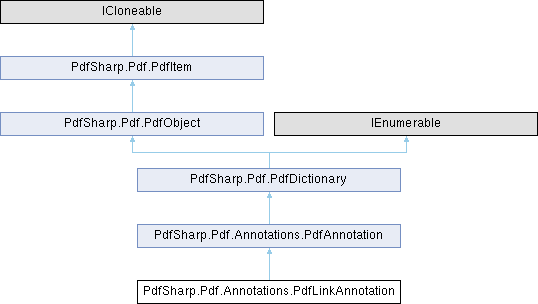 ICloneable
PdfSharp.Pdf.PdfItem
PdfSharp.Pdf.PdfObject
IEnumerable
PdfSharp.Pdf.PdfDictionary
PdfSharp.Pdf.Annotations.PdfAnnotation
PdfSharp.Pdf.Annotations.PdfLinkAnnotation